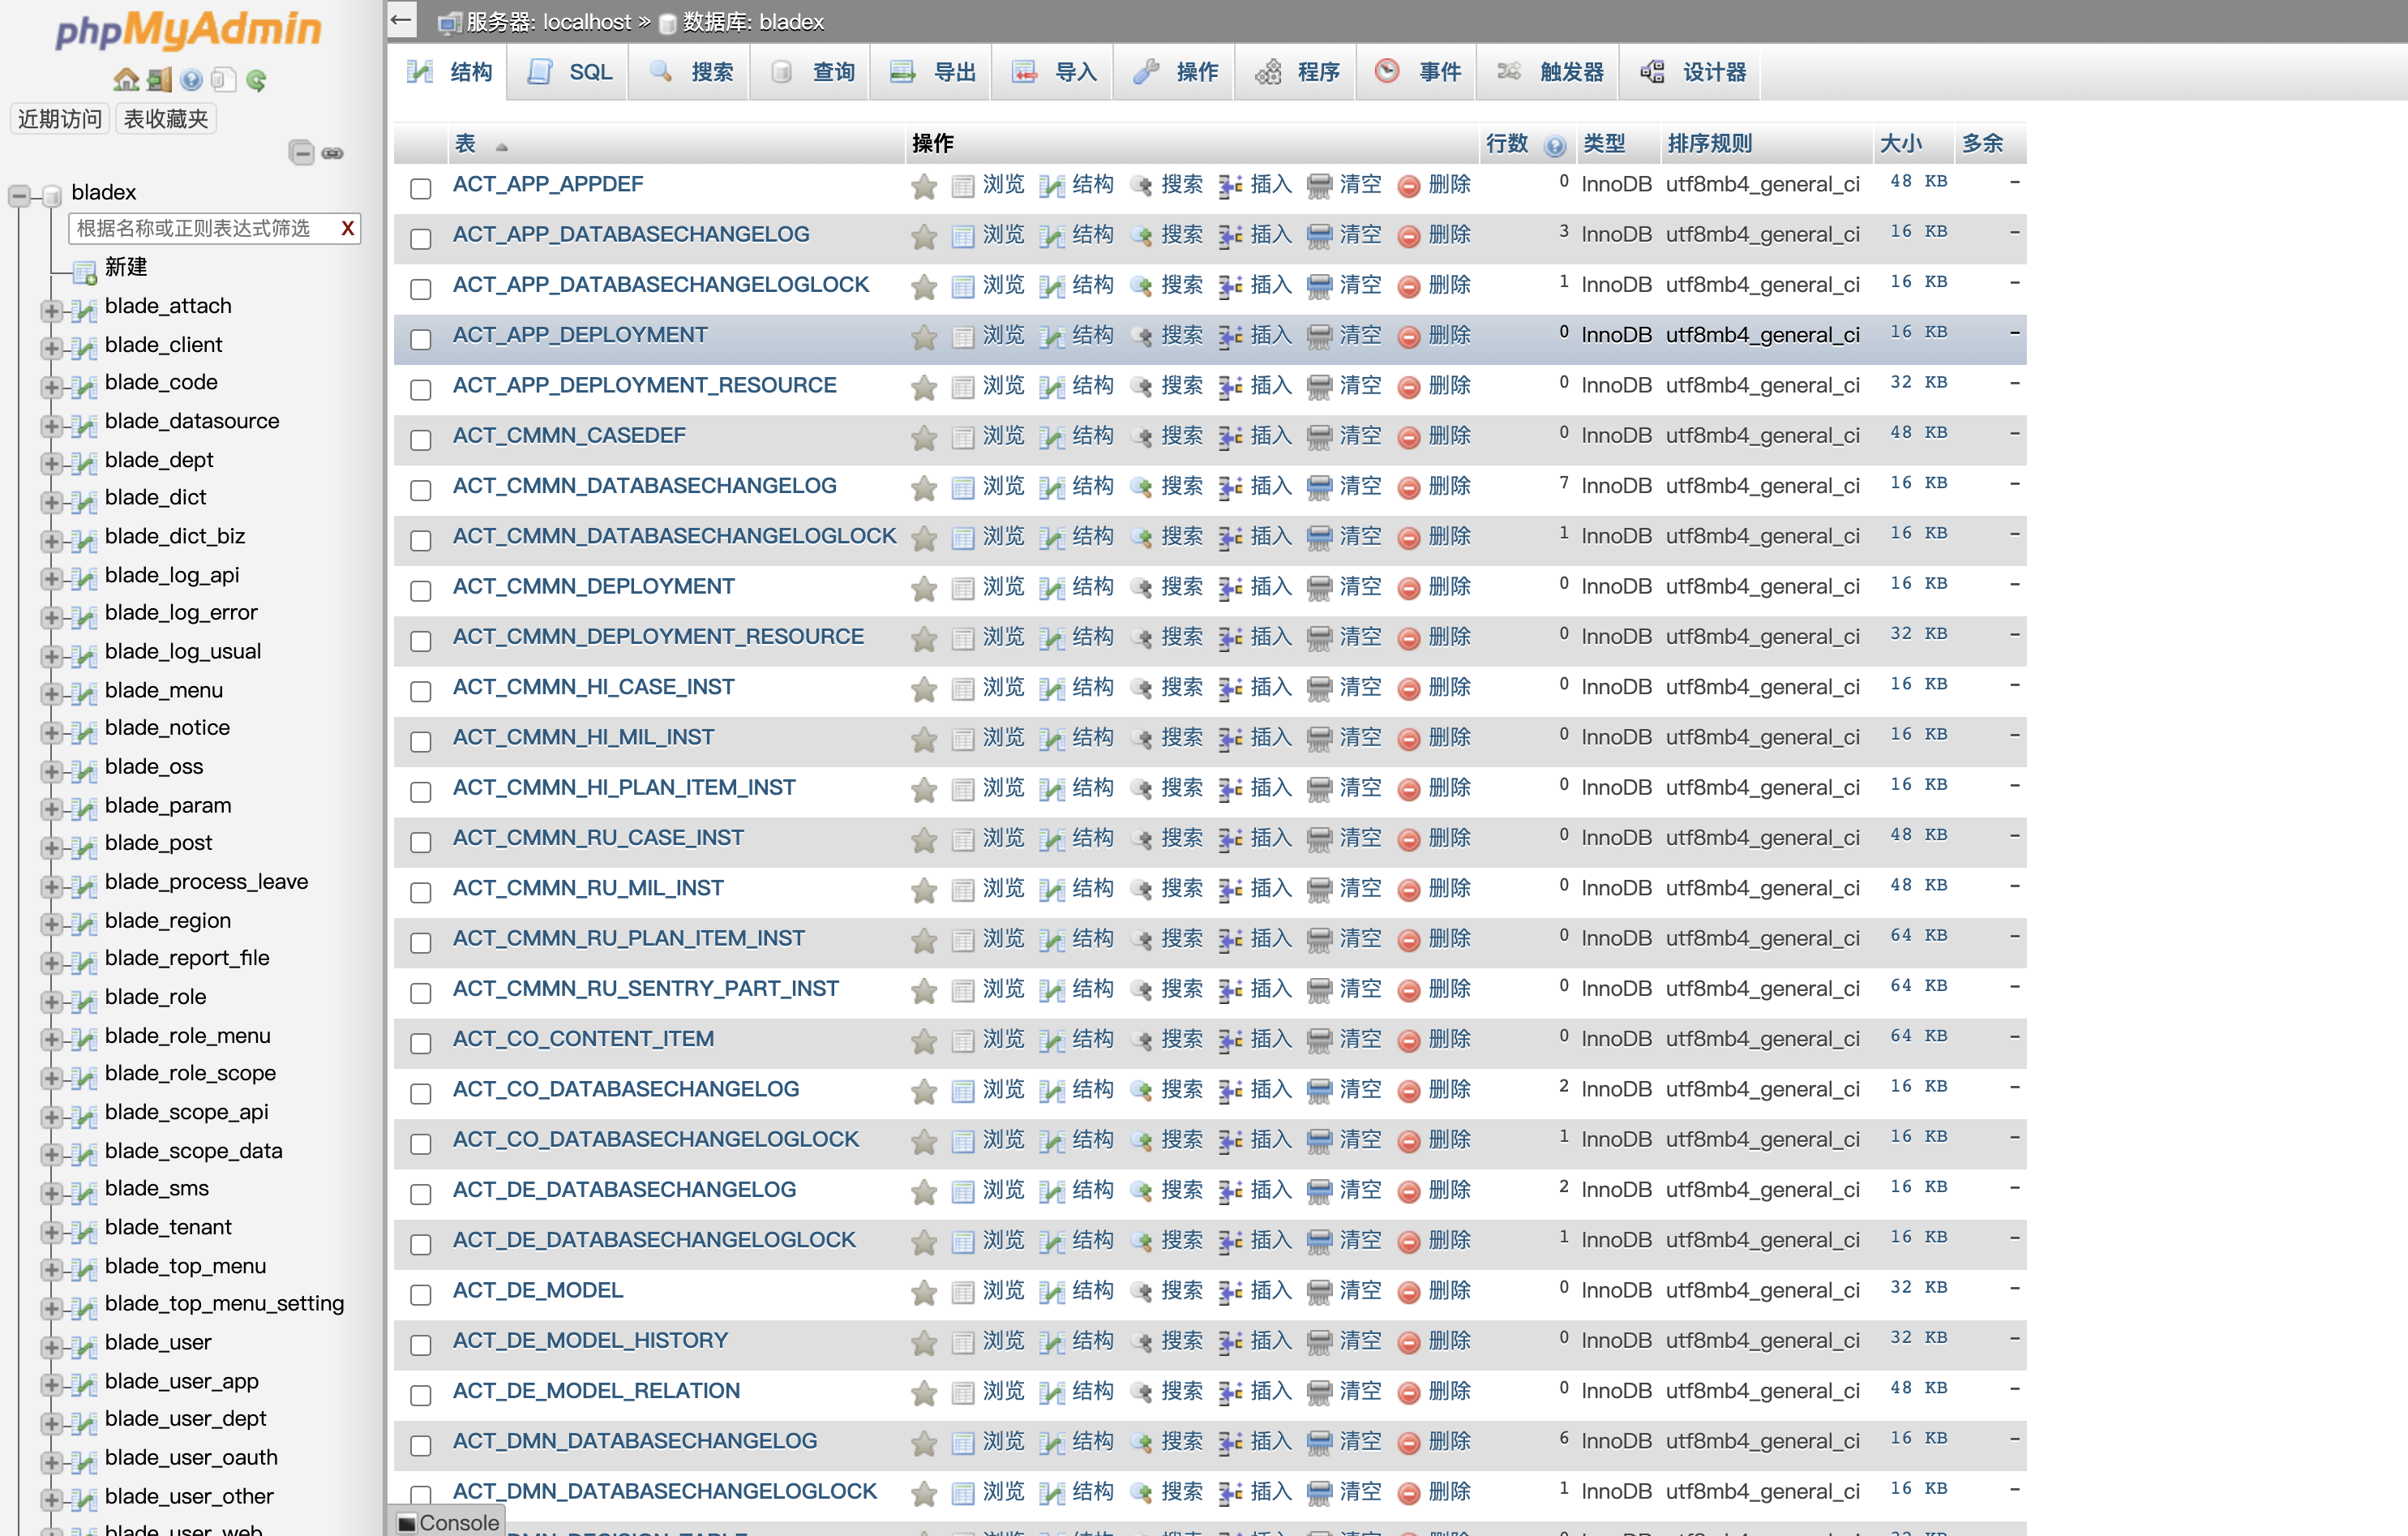 phpMyAdmin
近期访问 表收藏夹
bladex
根据名称或正则表达式筛选 X
新建
blade_attach
blade_client
blade_code
blade_datasource
blade_dept
blade_dict
blade_dict_biz
blade_log_api
blade_log_error
blade_log_usual
blade_menu
blade_notice
blade_oss
blade_param
blade_post
blade_process_leave
blade_region
blade_report_file
blade_role
blade_role_menu
blade_role_scope
blade_scope_api
blade_scope_data
blade_sms
blade_tenant
blade_top_menu
blade_top_menu_setting
blade_user
blade_user_app
blade_user_dept
blade_user_oauth
blade_user_other
blade_user_web
服务器: localhost » 数据库: bladex
结构 SQL 搜索 查询 导出 导入 操作 程序 事件 触发器 设计器
表 操作 行数 类型 排序规则 大小 多余
ACT_APP_APPDEF 浏览 结构 搜索 插入 清空 删除 0 InnoDB utf8mb4_general_ci 48 KB -
ACT_APP_DATABASECHANGELOG 浏览 结构 搜索 插入 清空 删除 3 InnoDB utf8mb4_general_ci 16 KB -
ACT_APP_DATABASECHANGELOGLOCK 浏览 结构 搜索 插入 清空 删除 1 InnoDB utf8mb4_general_ci 16 KB -
ACT_APP_DEPLOYMENT 浏览 结构 搜索 插入 清空 删除 0 InnoDB utf8mb4_general_ci 16 KB -
ACT_APP_DEPLOYMENT_RESOURCE 浏览 结构 搜索 插入 清空 删除 0 InnoDB utf8mb4_general_ci 32 KB -
ACT_CMMN_CASEDEF 浏览 结构 搜索 插入 清空 删除 0 InnoDB utf8mb4_general_ci 48 KB -
ACT_CMMN_DATABASECHANGELOG 浏览 结构 搜索 插入 清空 删除 7 InnoDB utf8mb4_general_ci 16 KB -
ACT_CMMN_DATABASECHANGELOGLOCK 浏览 结构 搜索 插入 清空 删除 1 InnoDB utf8mb4_general_ci 16 KB -
ACT_CMMN_DEPLOYMENT 浏览 结构 搜索 插入 清空 删除 0 InnoDB utf8mb4_general_ci 16 KB -
ACT_CMMN_DEPLOYMENT_RESOURCE 浏览 结构 搜索 插入 清空 删除 0 InnoDB utf8mb4_general_ci 32 KB -
ACT_CMMN_HI_CASE_INST 浏览 结构 搜索 插入 清空 删除 0 InnoDB utf8mb4_general_ci 16 KB -
ACT_CMMN_HI_MIL_INST 浏览 结构 搜索 插入 清空 删除 0 InnoDB utf8mb4_general_ci 16 KB -
ACT_CMMN_HI_PLAN_ITEM_INST 浏览 结构 搜索 插入 清空 删除 0 InnoDB utf8mb4_general_ci 16 KB -
ACT_CMMN_RU_CASE_INST 浏览 结构 搜索 插入 清空 删除 0 InnoDB utf8mb4_general_ci 48 KB -
ACT_CMMN_RU_MIL_INST 浏览 结构 搜索 插入 清空 删除 0 InnoDB utf8mb4_general_ci 48 KB -
ACT_CMMN_RU_PLAN_ITEM_INST 浏览 结构 搜索 插入 清空 删除 0 InnoDB utf8mb4_general_ci 64 KB -
ACT_CMMN_RU_SENTRY_PART_INST 浏览 结构 搜索 插入 清空 删除 0 InnoDB utf8mb4_general_ci 64 KB -
ACT_CO_CONTENT_ITEM 浏览 结构 搜索 插入 清空 删除 0 InnoDB utf8mb4_general_ci 64 KB -
ACT_CO_DATABASECHANGELOG 浏览 结构 搜索 插入 清空 删除 2 InnoDB utf8mb4_general_ci 16 KB -
ACT_CO_DATABASECHANGELOGLOCK 浏览 结构 搜索 插入 清空 删除 1 InnoDB utf8mb4_general_ci 16 KB -
ACT_DE_DATABASECHANGELOG 浏览 结构 搜索 插入 清空 删除 2 InnoDB utf8mb4_general_ci 16 KB -
ACT_DE_DATABASECHANGELOGLOCK 浏览 结构 搜索 插入 清空 删除 1 InnoDB utf8mb4_general_ci 16 KB -
ACT_DE_MODEL 浏览 结构 搜索 插入 清空 删除 0 InnoDB utf8mb4_general_ci 32 KB -
ACT_DE_MODEL_HISTORY 浏览 结构 搜索 插入 清空 删除 0 InnoDB utf8mb4_general_ci 32 KB -
ACT_DE_MODEL_RELATION 浏览 结构 搜索 插入 清空 删除 0 InnoDB utf8mb4_general_ci 48 KB -
ACT_DMN_DATABASECHANGELOG 浏览 结构 搜索 插入 清空 删除 6 InnoDB utf8mb4_general_ci 16 KB -
ACT_DMN_DATABASECHANGELOGLOCK 浏览 结构 搜索 插入 清空 删除 1 InnoDB utf8mb4_general_ci 16 KB -
Console